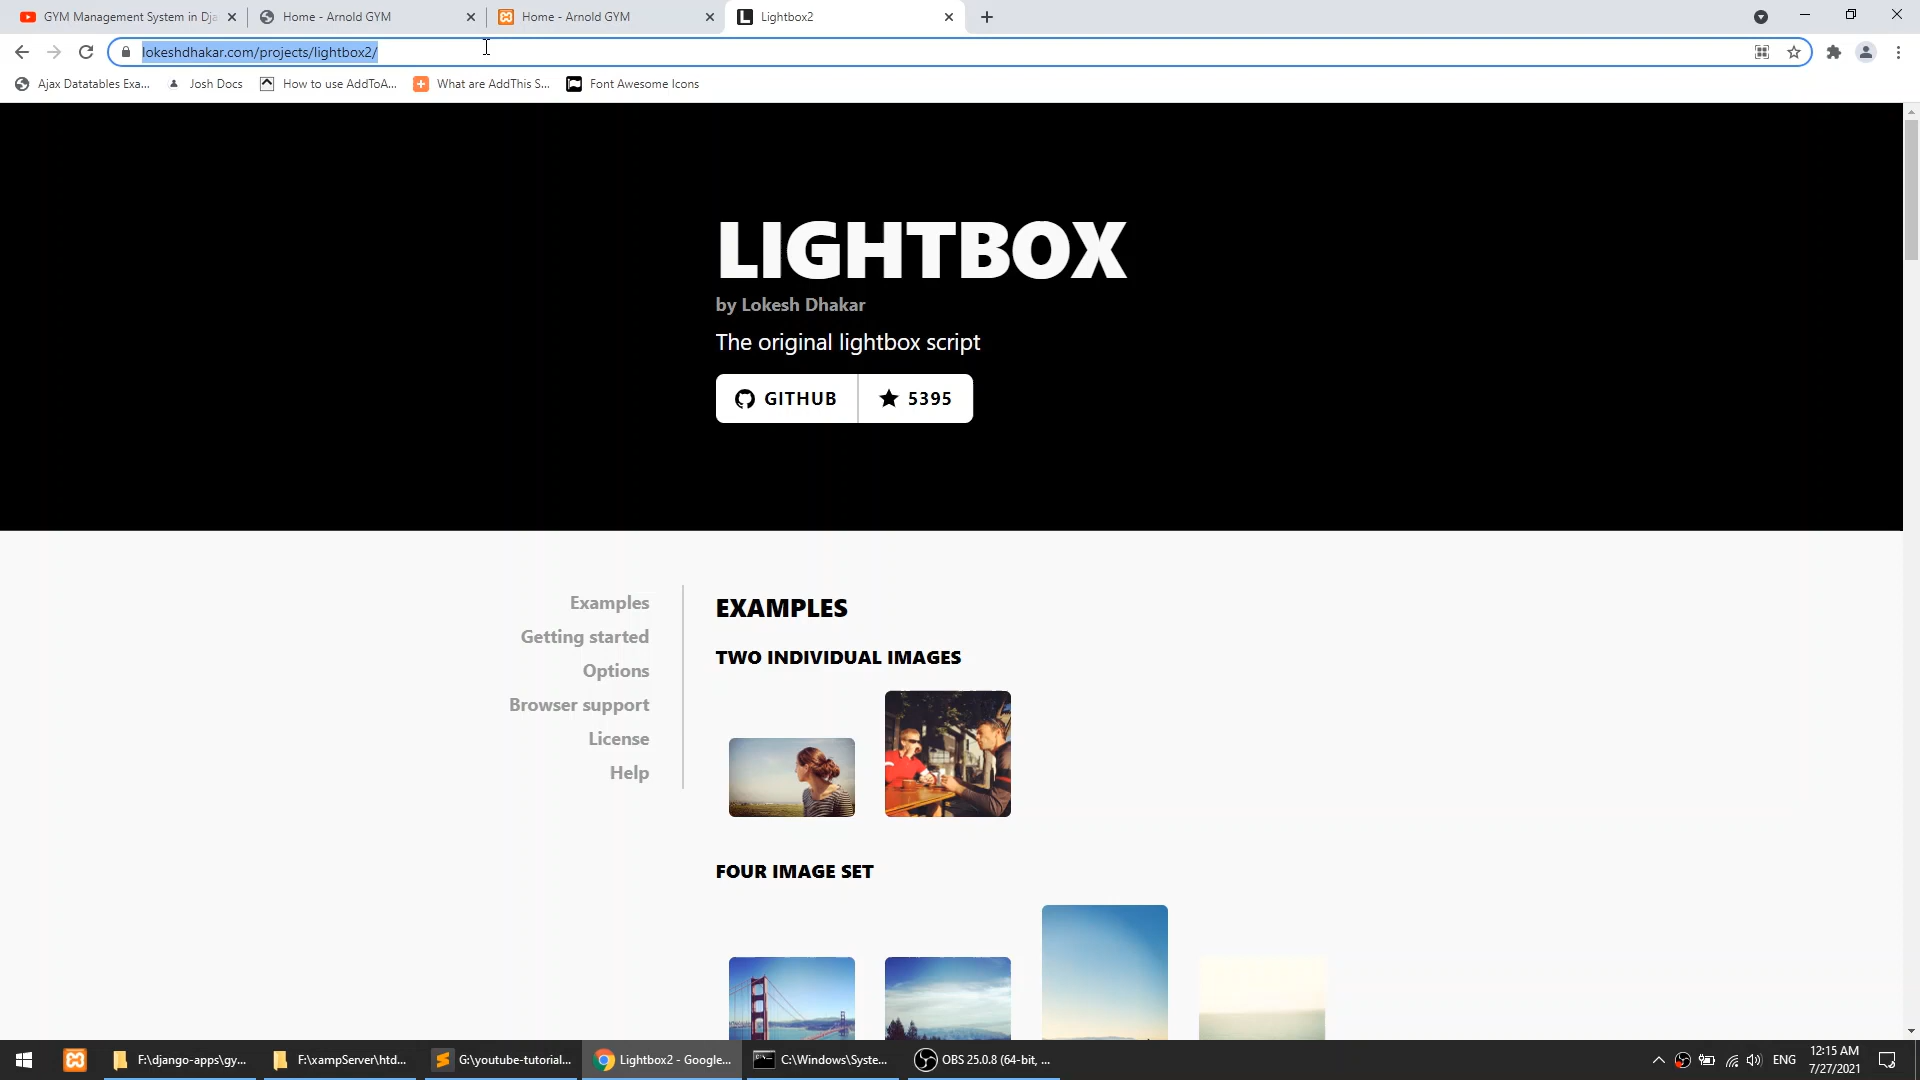 GYM Management System in Dja
Home - Arnold GYM
Home - Arnold GYM
Lightbox2
lokeshdhakar.com/projects/lightbox2/
Ajax Datatables Exa...
Josh Docs
How to use AddToA...
What are AddThis S...
Font Awesome Icons
LIGHTBOX
by Lokesh Dhakar
The original lightbox script
GITHUB
5395
Examples
Getting started
Options
Browser support
License
Help
EXAMPLES
TWO INDIVIDUAL IMAGES
FOUR IMAGE SET
F:\django-apps\gy...
F:\xampServer\htd...
G:\youtube-tutorial...
Lightbox2 - Google...
C:\Windows\Syste...
OBS 25.0.8 (64-bit, ...
ENG
12:15 AM
7/27/2021